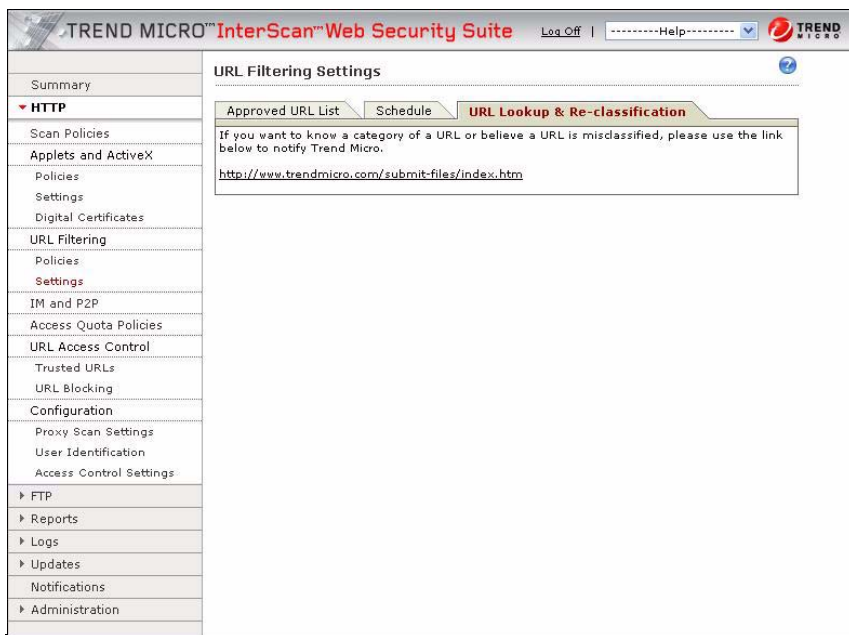 TREND MICRO™ InterScan™ Web Security Suite
Log Off | ---------Help---------
TREND
MICRO
Summary
HTTP
Scan Policies
Applets and ActiveX
Policies
Settings
Digital Certificates
URL Filtering
Policies
Settings
IM and P2P
Access Quota Policies
URL Access Control
Trusted URLs
URL Blocking
Configuration
Proxy Scan Settings
User Identification
Access Control Settings
FTP
Reports
Logs
Updates
Notifications
Administration
URL Filtering Settings
?
Approved URL List
Schedule
URL Lookup & Re-classification
If you want to know a category of a URL or believe a URL is misclassified, please use the link
below to notify Trend Micro.
http://www.trendmicro.com/submit-files/index.htm